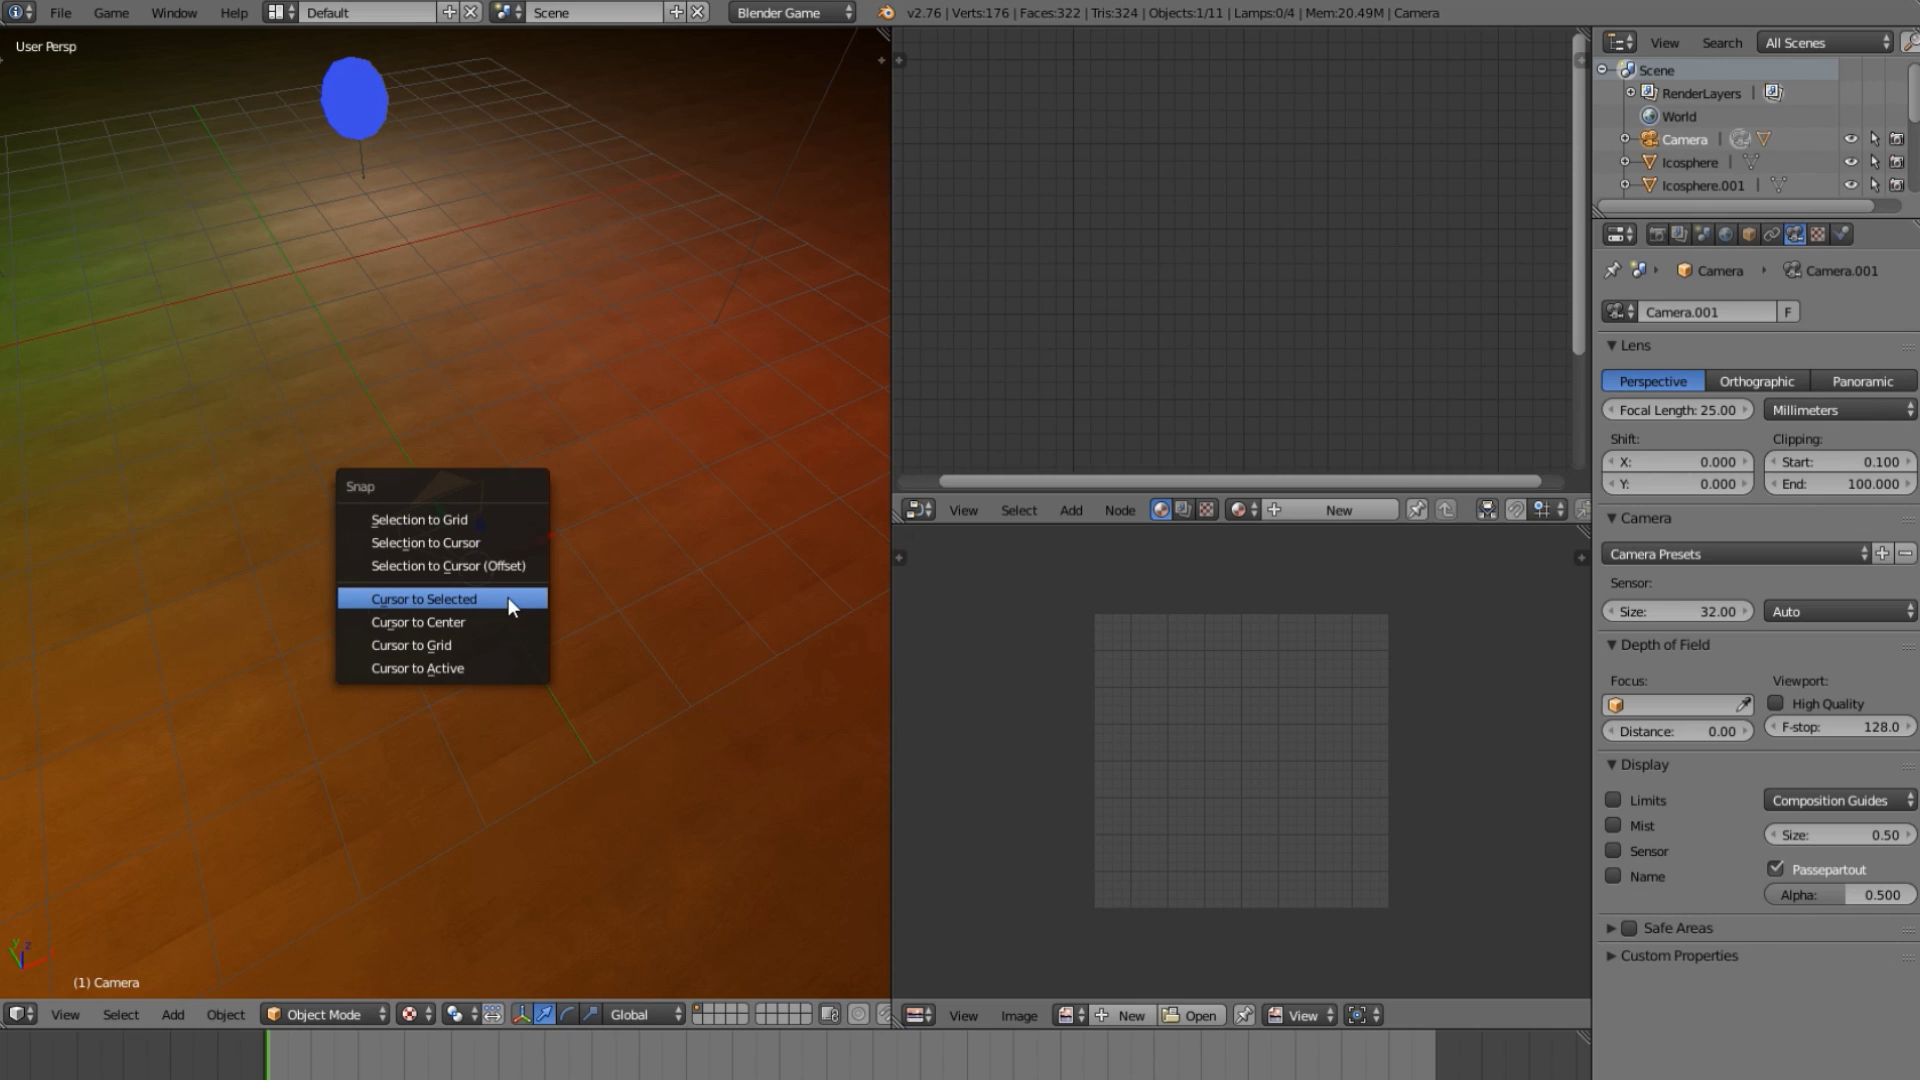 File Game Window Help Default Scene Blender Game v2.76 | Verts:176 | Faces:322 | Tris:324 | Objects:1/11 | Lamps:0/4 | Mem:20.49M | Camera
User Persp
View Search All Scenes
Scene
RenderLayers |
World
Camera |
Icosphere |
Icosphere.001 |
Camera Camera.001
Camera.001 F
Lens
Perspective Orthographic Panoramic
Focal Length: 25.00 Millimeters
Shift: Clipping:
X: 0.000 Start: 0.100
Y: 0.000 End: 100.000
Snap
Selection to Grid
Selection to Cursor
Selection to Cursor (Offset)
Cursor to Selected
Cursor to Center
Cursor to Grid
Cursor to Active
View Select Add Node New
Camera
Camera Presets
Sensor:
Size: 32.00 Auto
Depth of Field
Focus: Viewport:
High Quality
Distance: 0.00 F-stop: 128.0
Display
Limits Composition Guides
Mist Size: 0.50
Sensor
Passepartout
Name
Alpha: 0.500
Safe Areas
Custom Properties
y z
(1) Camera
View Select Add Object Object Mode Global
View Image New Open View